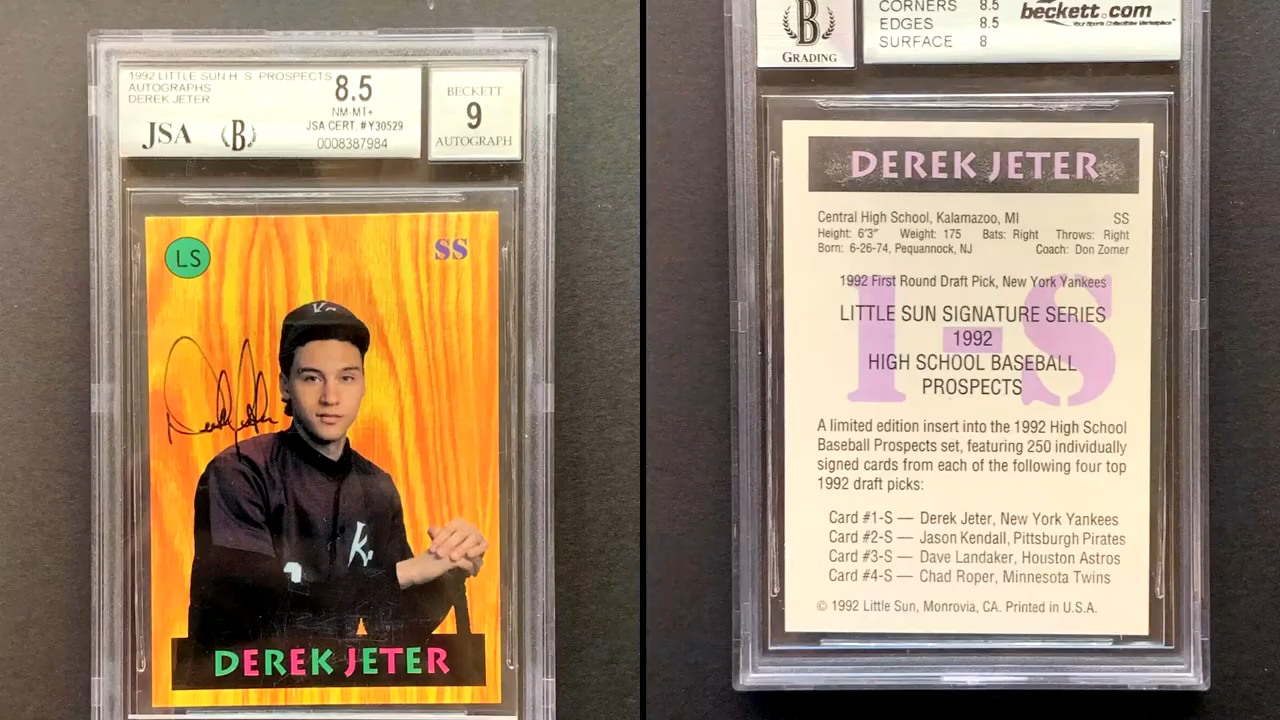 1992 LITTLE SUN H S PROSPECTS
AUTOGRAPHS
DEREK JETER
8.5
NM-MT+
JSA CERT. #Y30529
0008387984
JSA
B
BECKETT
9
AUTOGRAPH
LS
SS
K
Derek Jeter
K.
DEREK JETER
B
GRADING
CORNERS 8.5
EDGES 8.5
SURFACE 8
beckett.com
Your Sports Collectibles Marketplace
DEREK JETER
Central High School, Kalamazoo, MI SS
Height: 6'3" Weight: 175 Bats: Right Throws: Right
Born: 6-26-74, Pequannock, NJ Coach: Don Zomer
1992 First Round Draft Pick, New York Yankees
1-S
LITTLE SUN SIGNATURE SERIES
1992
HIGH SCHOOL BASEBALL
PROSPECTS
A limited edition insert into the 1992 High School
Baseball Prospects set, featuring 250 individually
signed cards from each of the following four top
1992 draft picks:
Card #1-S — Derek Jeter, New York Yankees
Card #2-S — Jason Kendall, Pittsburgh Pirates
Card #3-S — Dave Landaker, Houston Astros
Card #4-S — Chad Roper, Minnesota Twins
© 1992 Little Sun, Monrovia, CA. Printed in U.S.A.